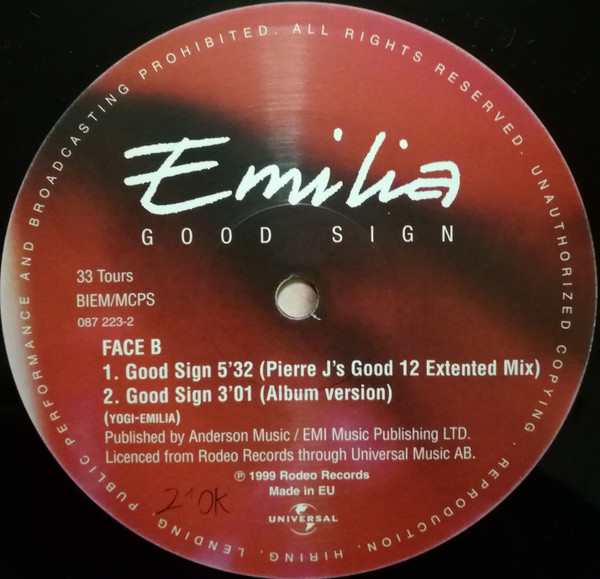 PUBLIC PERFORMANCE AND BROADCASTING PROHIBITED. ALL RIGHTS RESERVED. UNAUTHORIZED COPYING. REPRODUCTION. HIRING. LENDING.
Emilia
GOOD SIGN
33 Tours
BIEM/MCPS
087 223-2
FACE B
1. Good Sign 5'32 (Pierre J's Good 12 Extented Mix)
2. Good Sign 3'01 (Album version)
(YOGI-EMILIA)
Published by Anderson Music / EMI Music Publishing LTD.
Licenced from Rodeo Records through Universal Music AB.
℗ 1999 Rodeo Records
Made in EU
UNIVERSAL